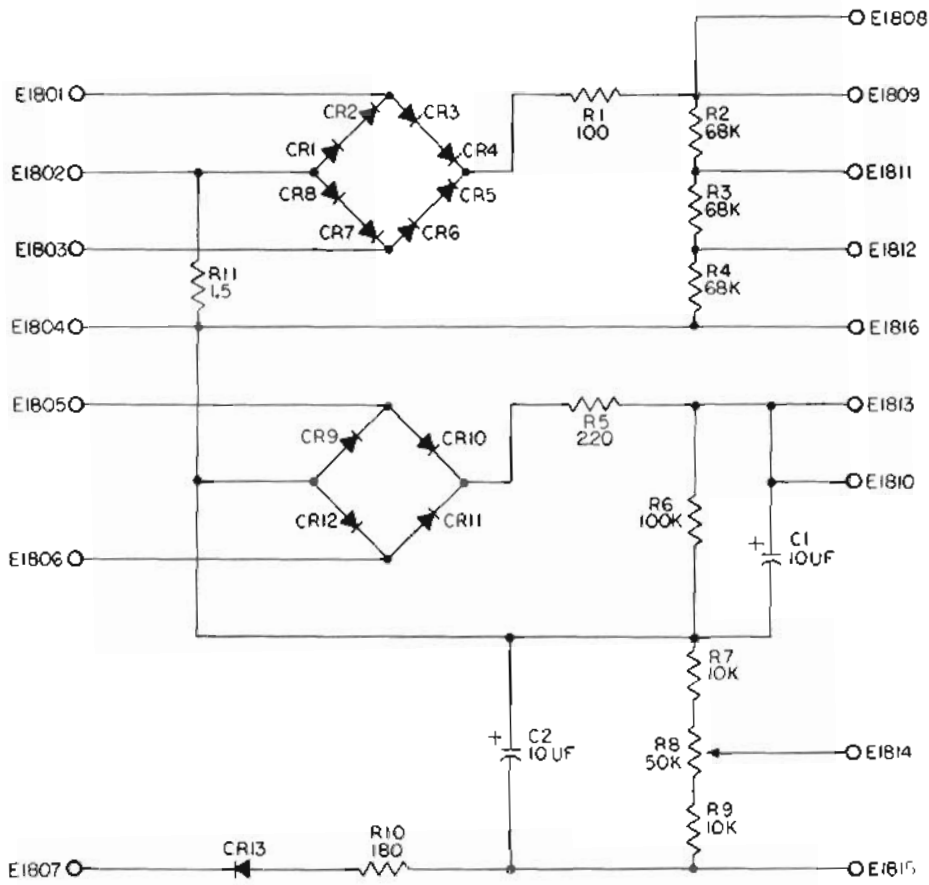 E1808
E1801
CR2
CR3
R1
100
E1809
R2
68K
CR1
CR4
E1802
E1811
CR8
CR5
R3
68K
CR7
CR6
E1803
E1812
R11
1.5
R4
68K
E1804
E1816
E1805
R5
220
E1813
CR9
CR10
E1810
R6
100K
CR12
CR11
C1
10UF
+
E1806
R7
10K
+
C2
10UF
R8
50K
E1814
R9
10K
CR13
R10
180
E1807
E1815